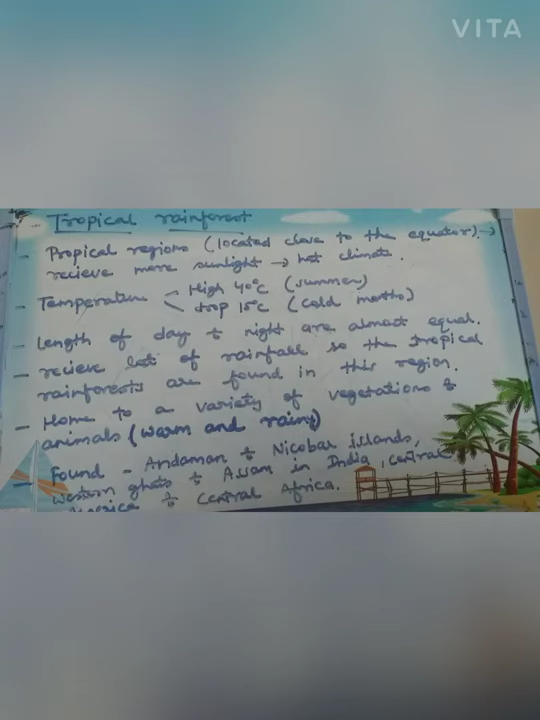 VITA
Tropical rainforest
- Tropical regions (located close to the equator) →
recieve more sunlight → hot climate.
- Temperature < High 40°c (summer)
drop 15°c (cold months)
- Length of day & night are almost equal.
- recieve lot of rainfall so the tropical
rainforests are found in this region.
- Home to a variety of vegetations &
animals (warm and rainy)
- Found - Andaman & Nicobar islands,
western ghats & Assam in India, central
America & Central Africa.